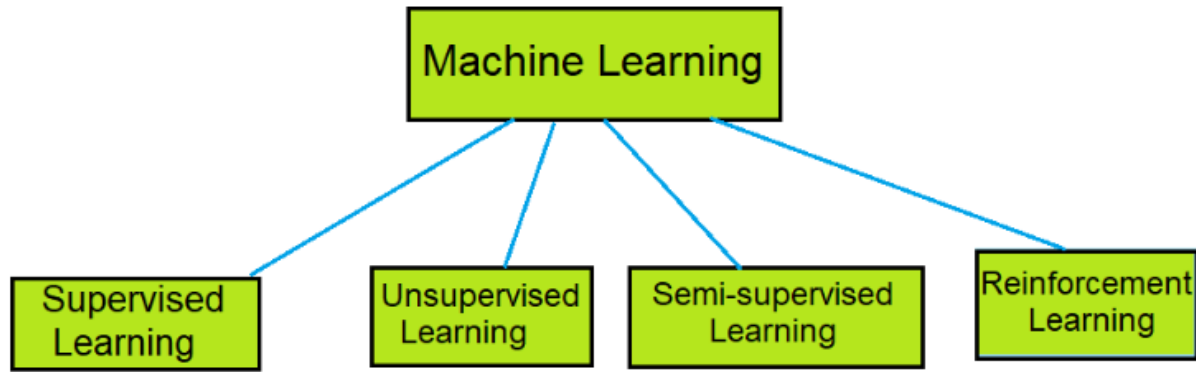 Machine Learning
Supervised
Learning
Unsupervised
Learning
Semi-supervised
Learning
Reinforcement
Learning